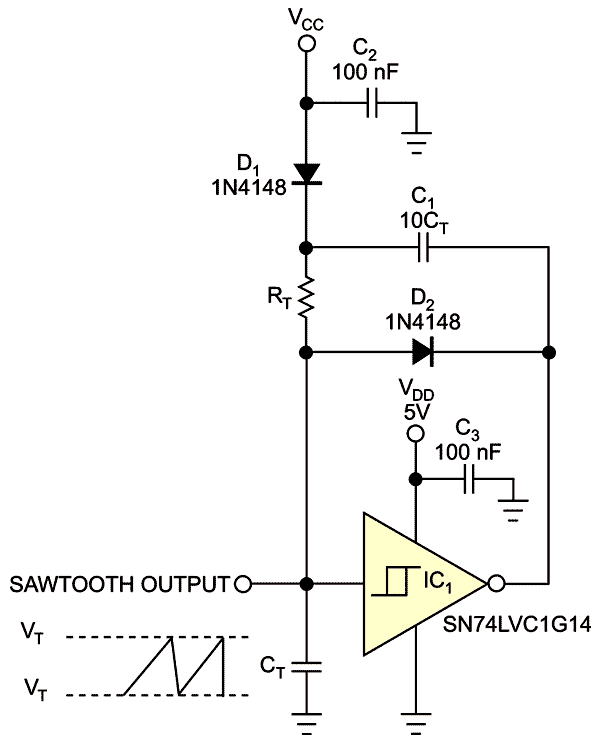 VCC
C2
100 nF
D1
1N4148
C1
10CT
RT
D2
1N4148
VDD
5V
C3
100 nF
SAWTOOTH OUTPUT
IC1
SN74LVC1G14
VT
VT
CT